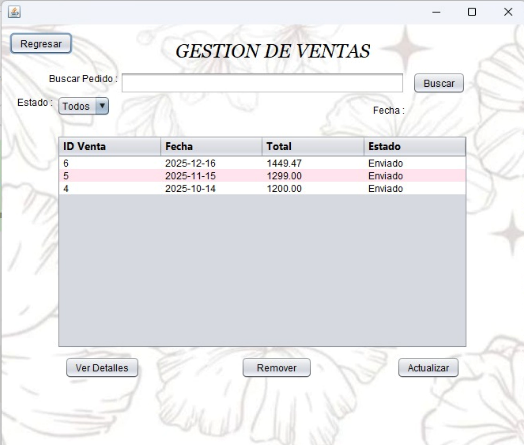 Regresar
GESTION DE VENTAS
Buscar Pedido :
Buscar
Estado :
Todos
Fecha :
ID Venta Fecha Total Estado
6 2025-12-16 1449.47 Enviado
5 2025-11-15 1299.00 Enviado
4 2025-10-14 1200.00 Enviado
Ver Detalles
Remover
Actualizar